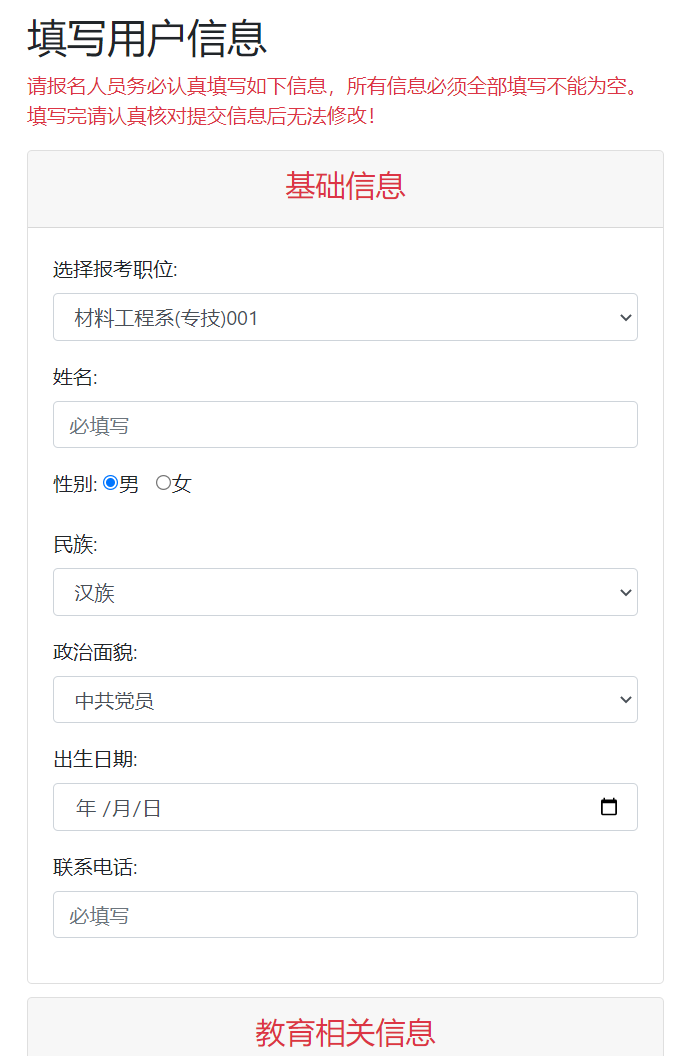 填写用户信息
请报名人员务必认真填写如下信息，所有信息必须全部填写不能为空。
填写完请认真核对提交信息后无法修改！
基础信息
选择报考职位:
材料工程系(专技)001
姓名:
必填写
性别: 男 女
民族:
汉族
政治面貌:
中共党员
出生日期:
年 /月/日
联系电话:
必填写
教育相关信息